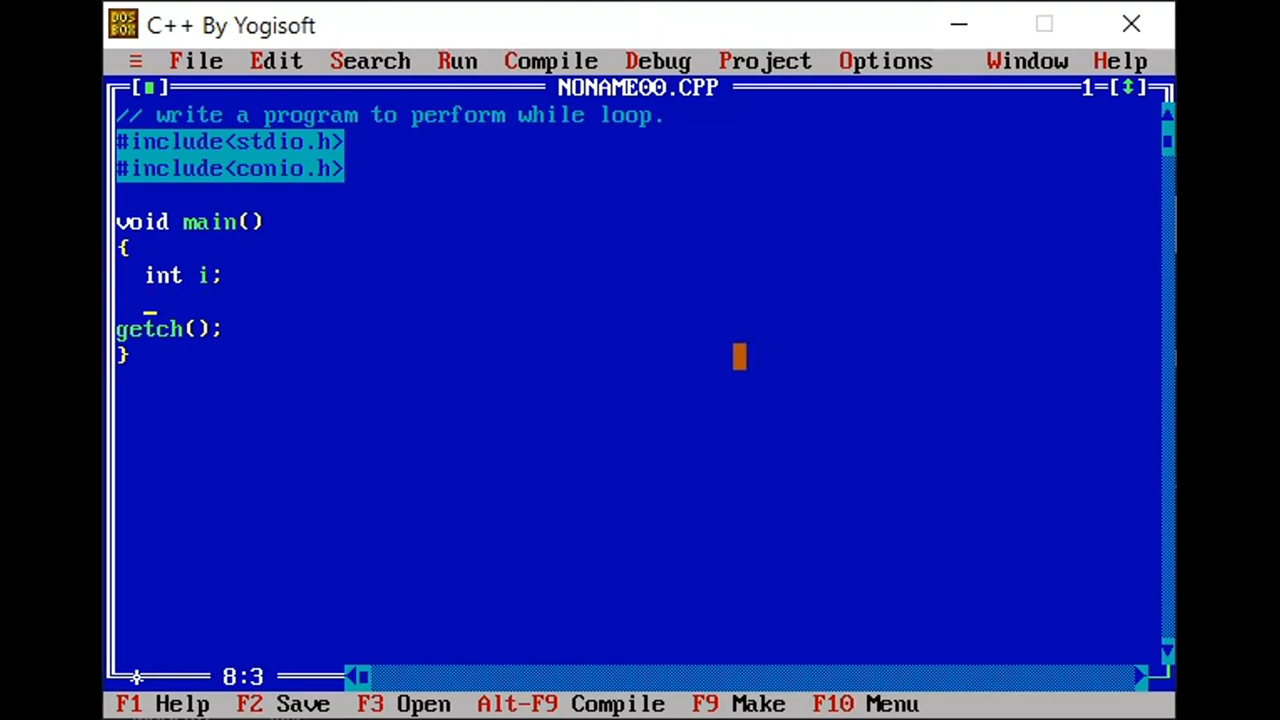 DOS BOX C++ By Yogisoft
≡ File Edit Search Run Compile Debug Project Options Window Help
[■] NONAME00.CPP 1=[↕]
// write a program to perform while loop.
#include<stdio.h>
#include<conio.h>
void main()
{
int i;
getch();
}
8:3
F1 Help F2 Save F3 Open Alt-F9 Compile F9 Make F10 Menu